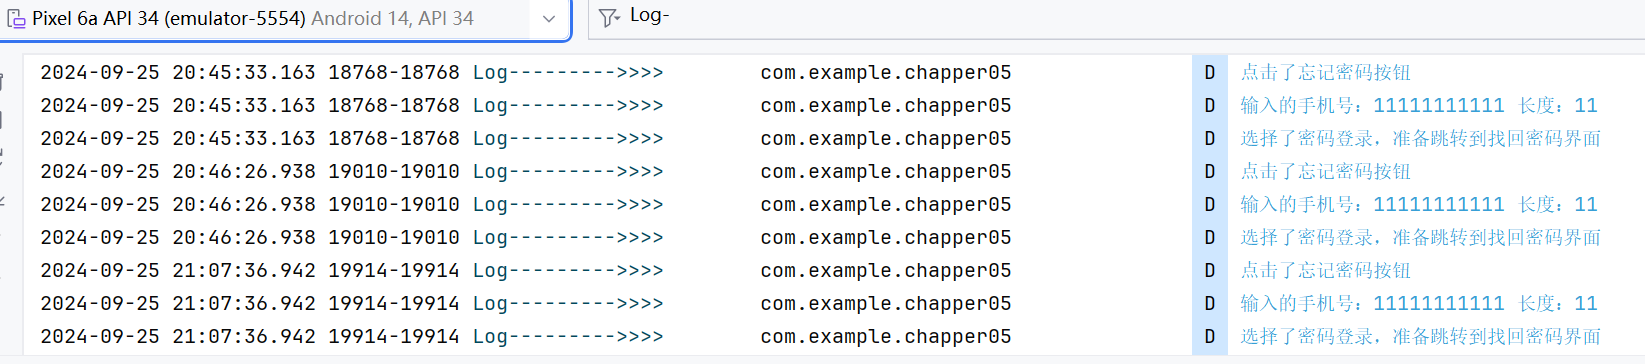 Pixel 6a API 34 (emulator-5554) Android 14, API 34
Log-
2024-09-25 20:45:33.163 18768-18768 Log--------->>>> com.example.chapper05 D 点击了忘记密码按钮
2024-09-25 20:45:33.163 18768-18768 Log--------->>>> com.example.chapper05 D 输入的手机号：11111111111 长度：11
2024-09-25 20:45:33.163 18768-18768 Log--------->>>> com.example.chapper05 D 选择了密码登录，准备跳转到找回密码界面
2024-09-25 20:46:26.938 19010-19010 Log--------->>>> com.example.chapper05 D 点击了忘记密码按钮
2024-09-25 20:46:26.938 19010-19010 Log--------->>>> com.example.chapper05 D 输入的手机号：11111111111 长度：11
2024-09-25 20:46:26.938 19010-19010 Log--------->>>> com.example.chapper05 D 选择了密码登录，准备跳转到找回密码界面
2024-09-25 21:07:36.942 19914-19914 Log--------->>>> com.example.chapper05 D 点击了忘记密码按钮
2024-09-25 21:07:36.942 19914-19914 Log--------->>>> com.example.chapper05 D 输入的手机号：11111111111 长度：11
2024-09-25 21:07:36.942 19914-19914 Log--------->>>> com.example.chapper05 D 选择了密码登录，准备跳转到找回密码界面